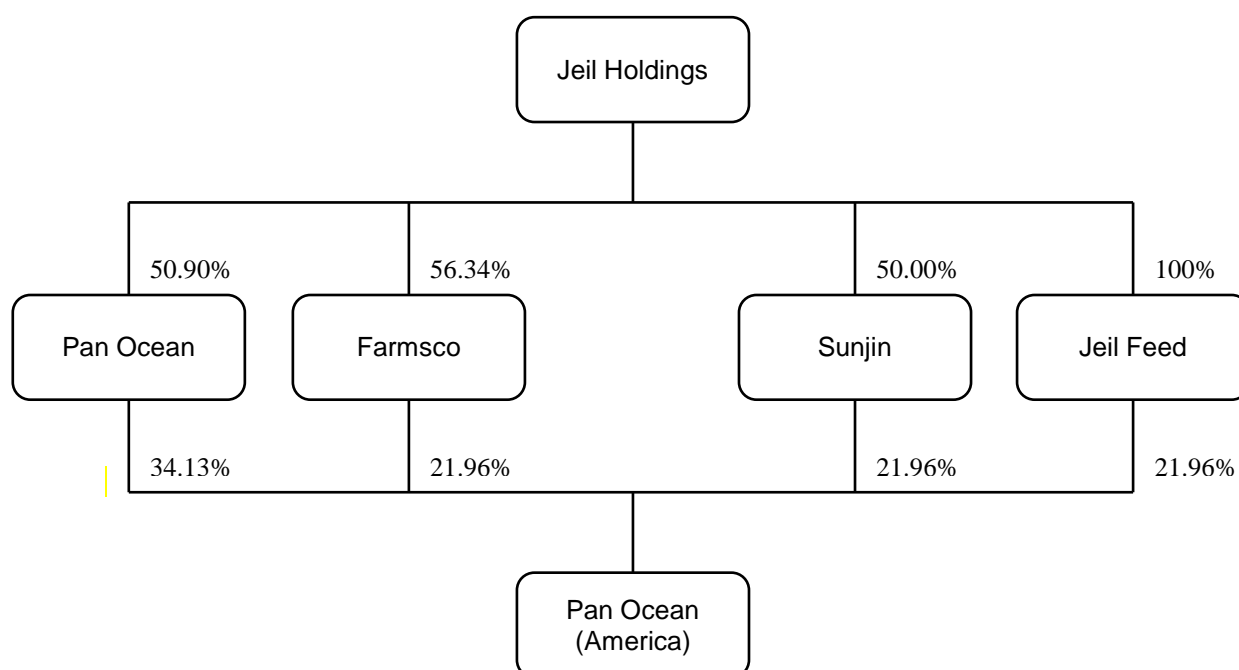 Jeil Holdings
50.90% 56.34% 50.00% 100%
Pan Ocean Farmsco Sunjin Jeil Feed
34.13% 21.96% 21.96% 21.96%
Pan Ocean
(America)